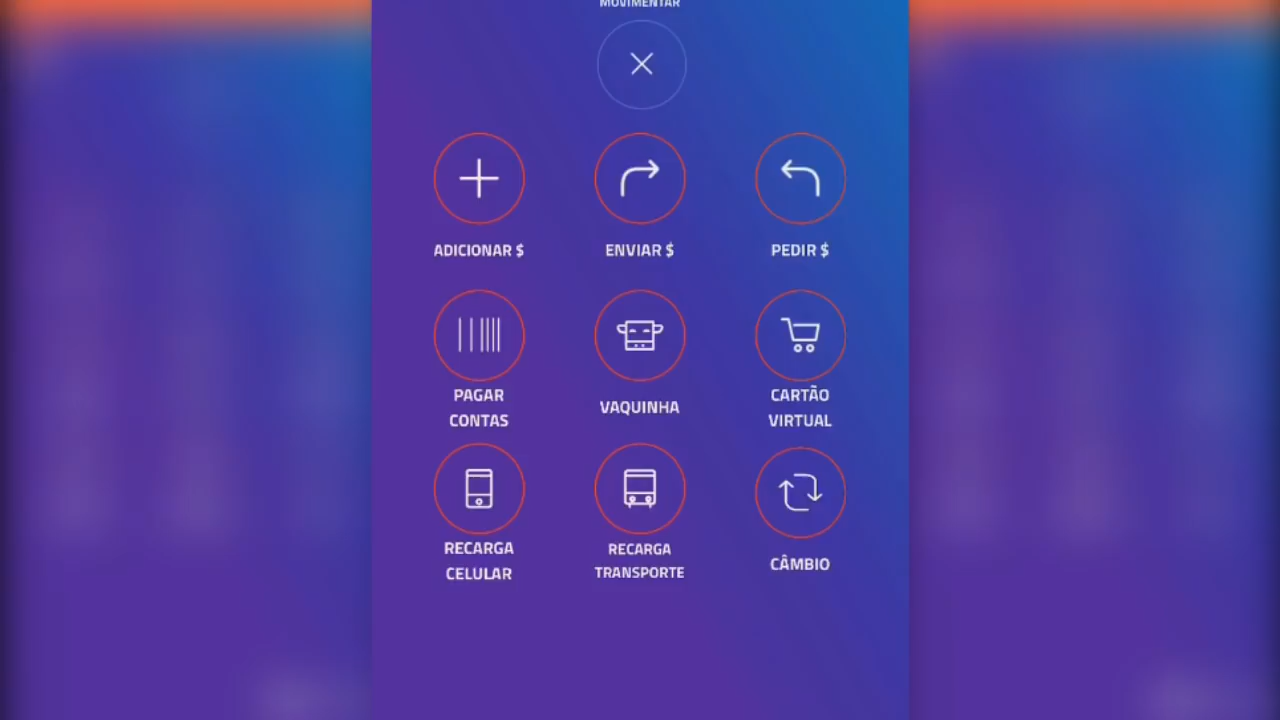 MOVIMENTAR
ADICIONAR $
ENVIAR $
PEDIR $
PAGAR
CONTAS
VAQUINHA
CARTÃO
VIRTUAL
RECARGA
CELULAR
RECARGA
TRANSPORTE
CÂMBIO